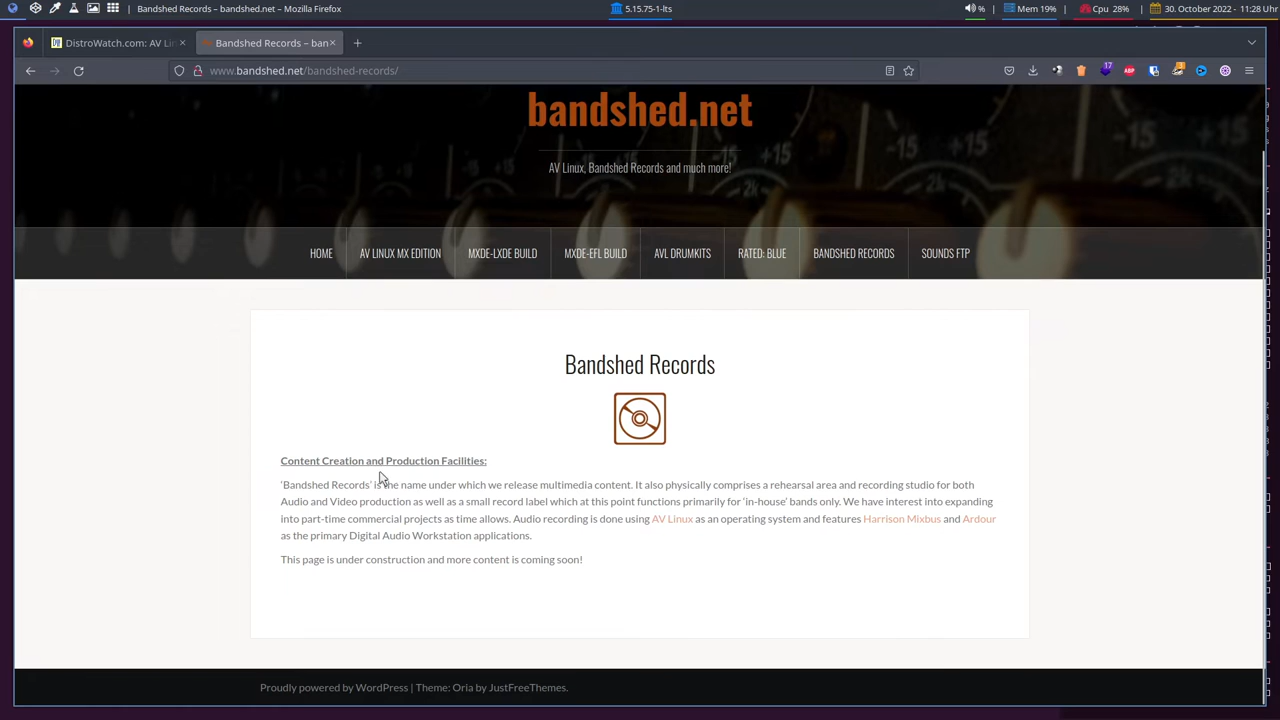 Bandshed Records – bandshed.net – Mozilla Firefox
5.15.75-1-lts
%
Mem 19%
Cpu 28%
30. October 2022 - 11:28 Uhr
DistroWatch.com: AV Li
Bandshed Records – ban
www.bandshed.net/bandshed-records/
17
ABP
bandshed.net
AV Linux, Bandshed Records and much more!
HOME
AV LINUX MX EDITION
MXDE-LXDE BUILD
MXDE-EFL BUILD
AVL DRUMKITS
RATED: BLUE
BANDSHED RECORDS
SOUNDS FTP
Bandshed Records
Content Creation and Production Facilities:
‘Bandshed Records’ is the name under which we release multimedia content. It also physically comprises a rehearsal area and recording studio for both
Audio and Video production as well as a small record label which at this point functions primarily for ‘in-house’ bands only. We have interest into expanding
into part-time commercial projects as time allows. Audio recording is done using AV Linux as an operating system and features Harrison Mixbus and Ardour
as the primary Digital Audio Workstation applications.
This page is under construction and more content is coming soon!
Proudly powered by WordPress | Theme: Oria by JustFreeThemes.